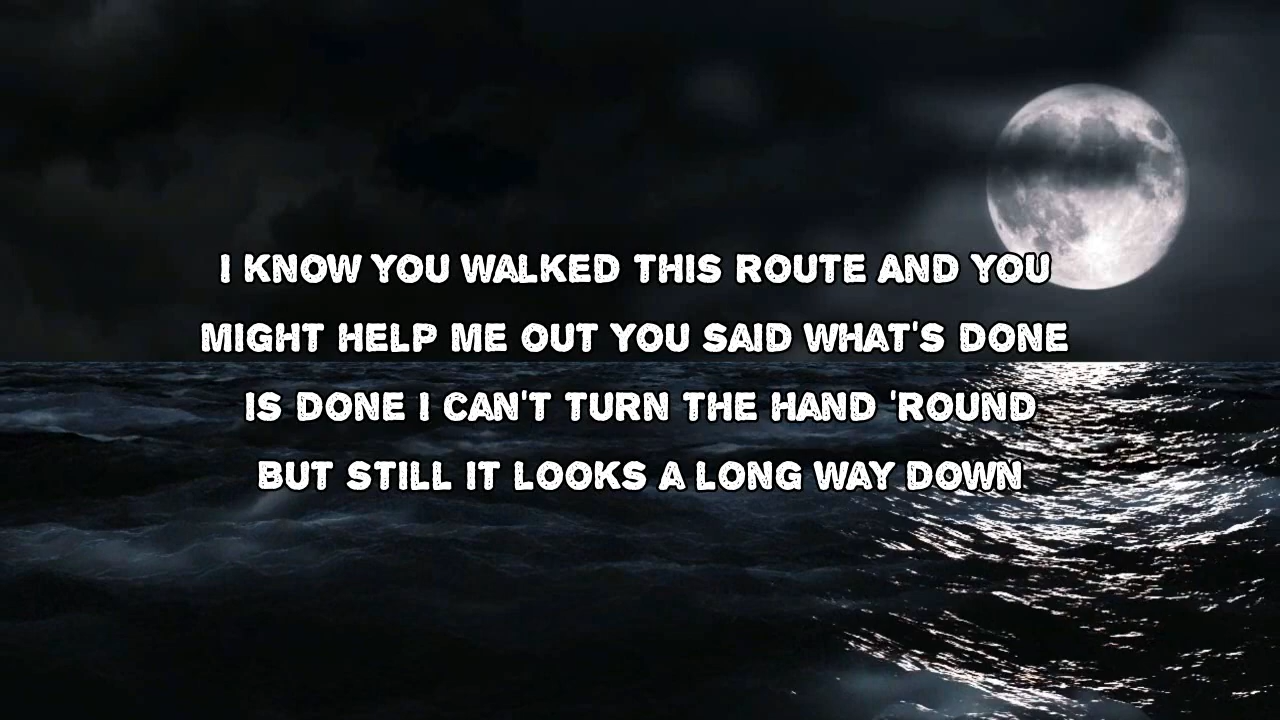 I KNOW YOU WALKED THIS ROUTE AND YOU
MIGHT HELP ME OUT YOU SAID WHAT'S DONE
IS DONE I CAN'T TURN THE HAND 'ROUND
BUT STILL IT LOOKS A LONG WAY DOWN